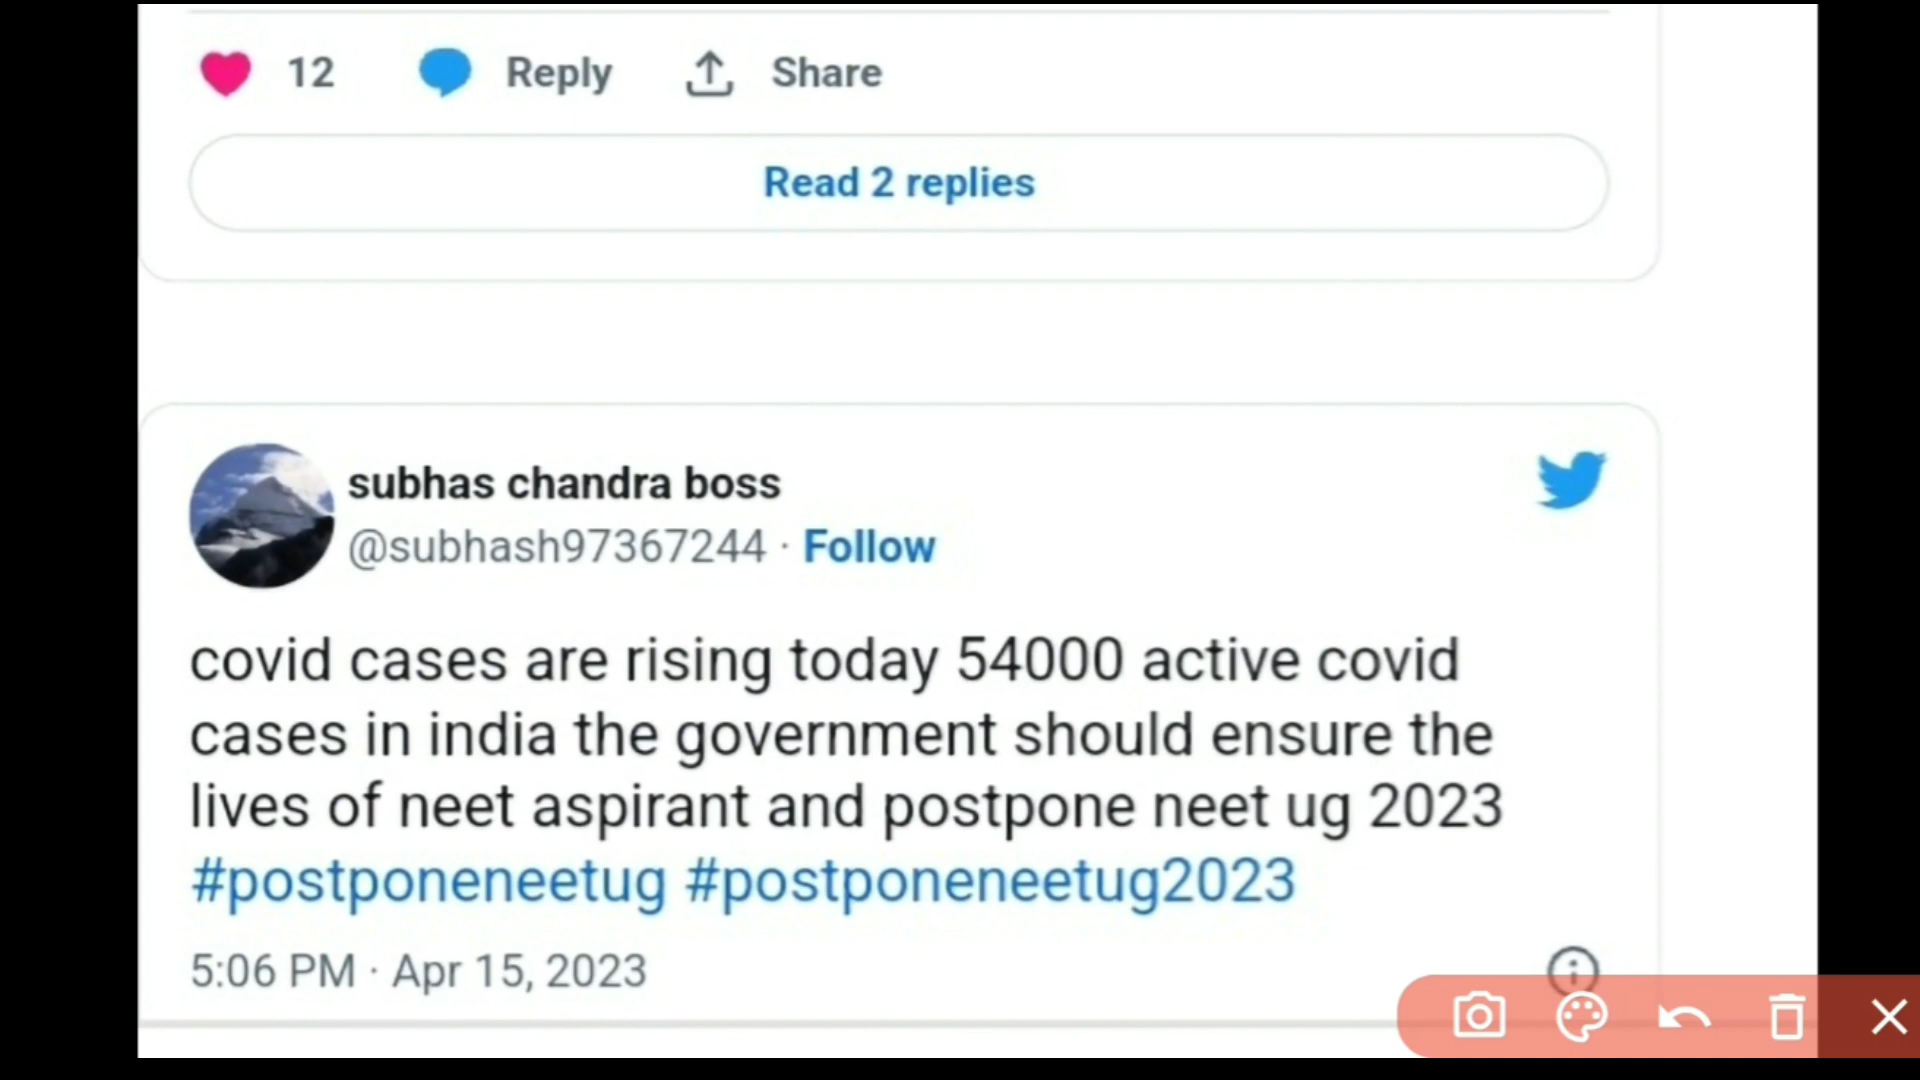 12 Reply Share
Read 2 replies
subhas chandra boss
@subhash97367244 · Follow
covid cases are rising today 54000 active covid
cases in india the government should ensure the
lives of neet aspirant and postpone neet ug 2023
#postponeneetug #postponeneetug2023
5:06 PM · Apr 15, 2023